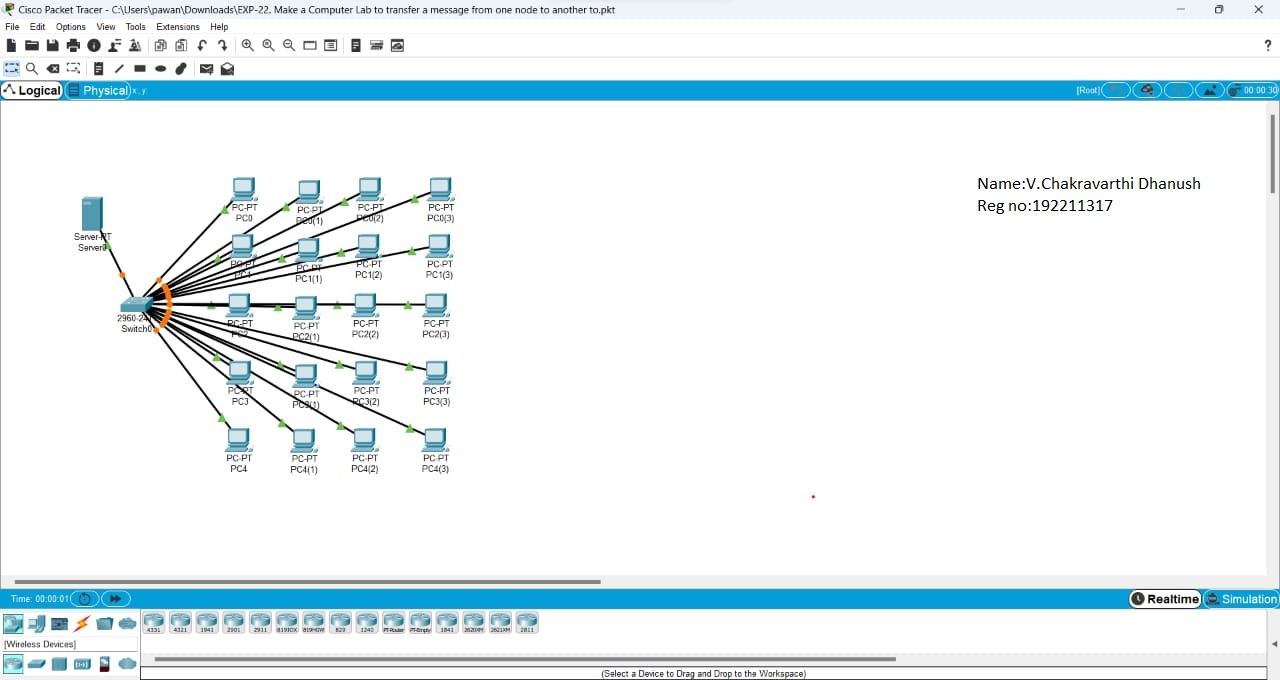 Cisco Packet Tracer - C:\Users\pawan\Downloads\EXP-22. Make a Computer Lab to transfer a message from one node to another to.pkt
File Edit Options View Tools Extensions Help
?
Logical Physical x, y [Root] 00:00:30
Name:V.Chakravarthi Dhanush
Reg no:192211317
PC-PT PC-PT PC-PT PC-PT
PC0 PC0(1) PC0(2) PC0(3)
Server-PT
Server0
PC-PT PC-PT PC-PT PC-PT
PC1 PC1(1) PC1(2) PC1(3)
2960-24
Switch0
PC-PT PC-PT PC-PT PC-PT
PC2 PC2(1) PC2(2) PC2(3)
PC-PT PC-PT PC-PT PC-PT
PC3 PC3(1) PC3(2) PC3(3)
PC-PT PC-PT PC-PT PC-PT
PC4 PC4(1) PC4(2) PC4(3)
Time: 00:00:01 Realtime Simulation
4331 4321 1941 2901 2911 819IOX 819HGW 829 1240 PT-Router PT-Empty 1841 2620XM 2621XM 2811
[Wireless Devices]
(Select a Device to Drag and Drop to the Workspace)